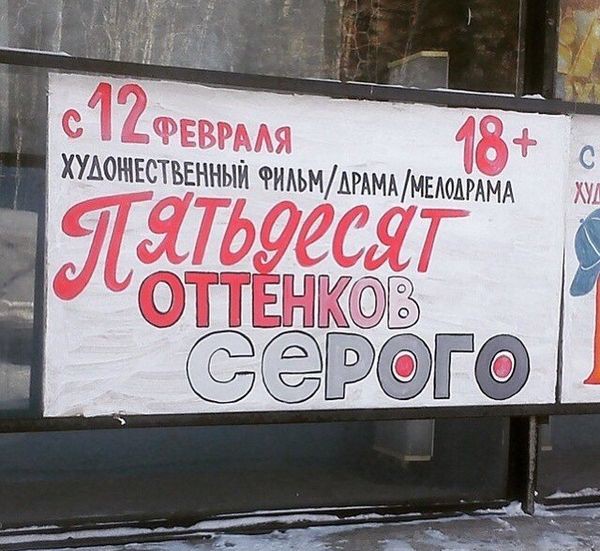 с 12 ФЕВРАЛЯ 18+
ХУДОЖЕСТВЕННЫЙ ФИЛЬМ/ДРАМА/МЕЛОДРАМА
Пятьдесят
ОТТЕНКОВ
серого
С